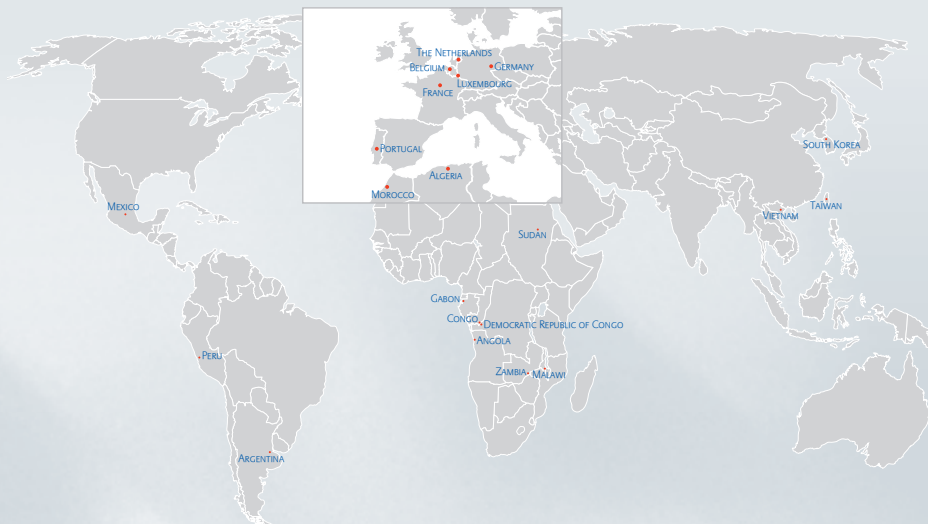 The Netherlands
Belgium
Germany
Luxembourg
France
Portugal
Algeria
Morocco
South Korea
Mexico
Taiwan
Vietnam
Sudan
Gabon
Congo
Democratic Republic of Congo
Angola
Peru
Zambia
Malawi
Argentina